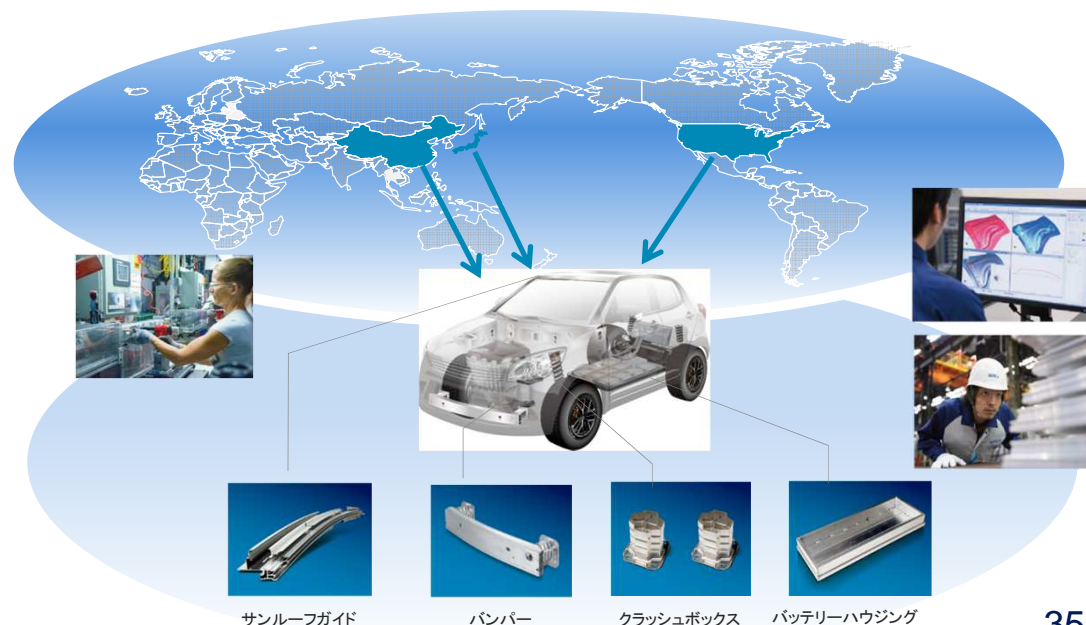 サンルーフガイド
バンパー
クラッシュボックス
バッテリーハウジング
35